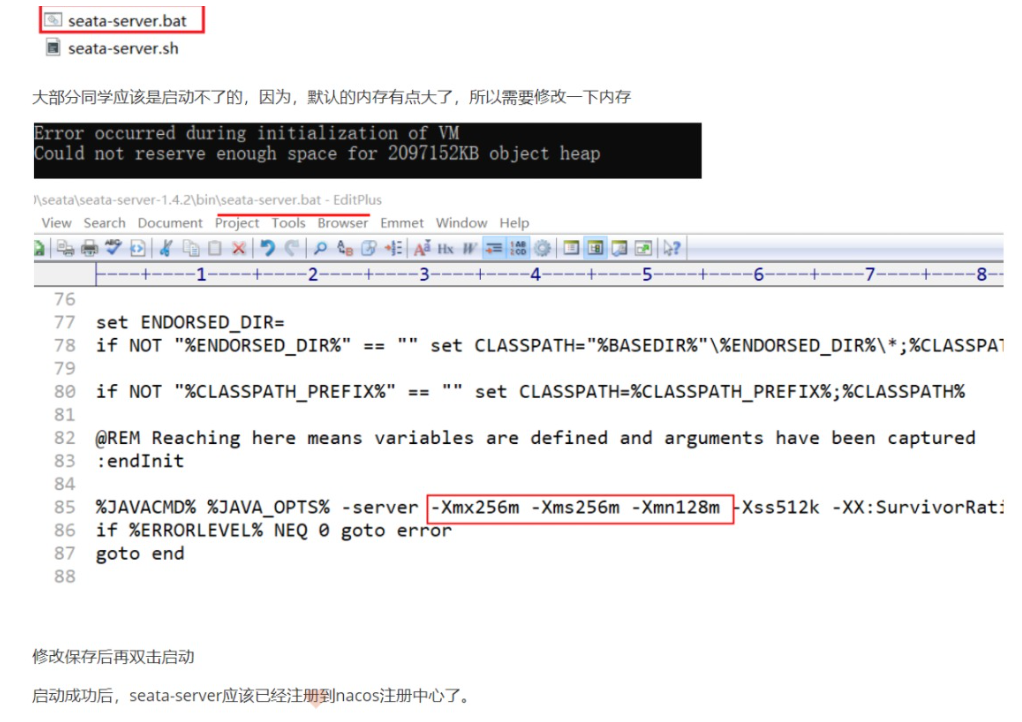 seata-server.bat
seata-server.sh
大部分同学应该是启动不了的，因为，默认的内存有点大了，所以需要修改一下内存
Error occurred during initialization of VM
Could not reserve enough space for 2097152KB object heap
\seata\seata-server-1.4.2\bin\seata-server.bat - EditPlus
View Search Document Project Tools Browser Emmet Window Help
----+----1----+----2----+----3----+----4----+----5----+----6----+----7----+----8--
76
77 set ENDORSED_DIR=
78 if NOT "%ENDORSED_DIR%" == "" set CLASSPATH="%BASEDIR%"\%ENDORSED_DIR%\*;%CLASSPAT
79
80 if NOT "%CLASSPATH_PREFIX%" == "" set CLASSPATH=%CLASSPATH_PREFIX%;%CLASSPATH%
81
82 @REM Reaching here means variables are defined and arguments have been captured
83 :endInit
84
85 %JAVACMD% %JAVA_OPTS% -server -Xmx256m -Xms256m -Xmn128m -Xss512k -XX:SurvivorRati
86 if %ERRORLEVEL% NEQ 0 goto error
87 goto end
88
修改保存后再双击启动
启动成功后，seata-server应该已经注册到nacos注册中心了。